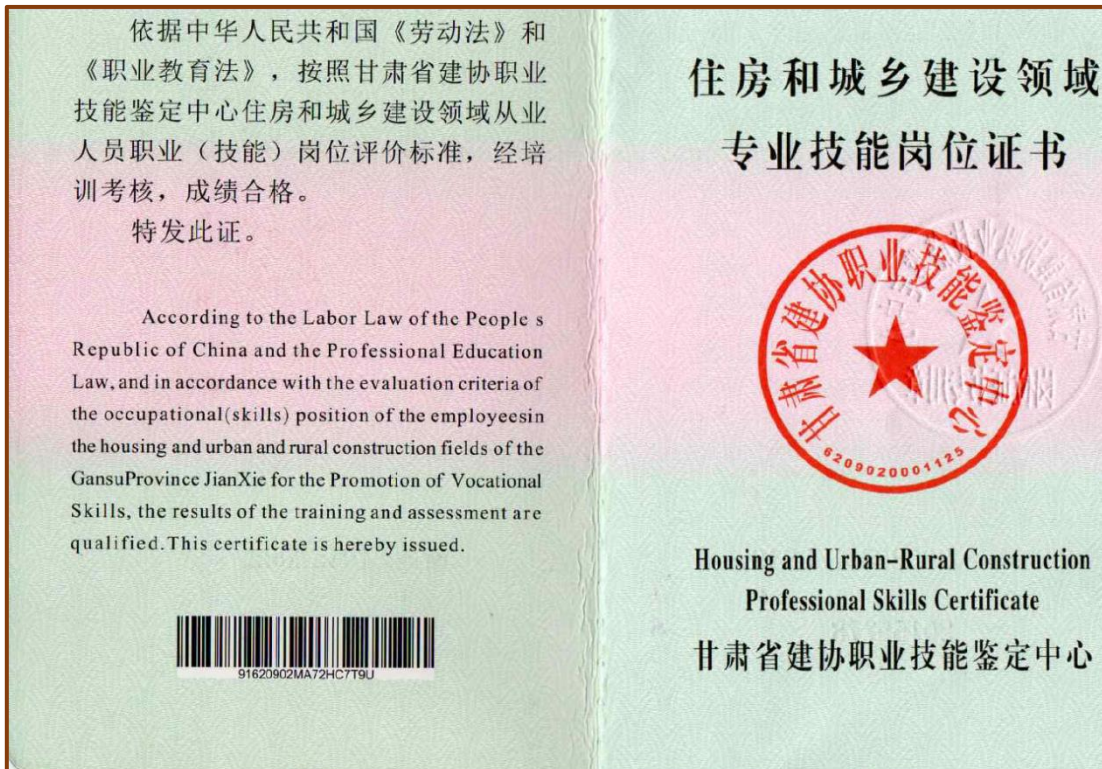 依据中华人民共和国《劳动法》和
《职业教育法》，按照甘肃省建协职业
技能鉴定中心住房和城乡建设领域从业
人员职业（技能）岗位评价标准，经培
训考核，成绩合格。
特发此证。
According to the Labor Law of the People s
Republic of China and the Professional Education
Law, and in accordance with the evaluation criteria of
the occupational(skills) position of the employeesin
the housing and urban and rural construction fields of the
GansuProvince JianXie for the Promotion of Vocational
Skills, the results of the training and assessment are
qualified.This certificate is hereby issued.
91620902MA72HC7T9U
住房和城乡建设领域
专业技能岗位证书
甘肃省建协职业技能鉴定中心
6209020001125
Housing and Urban-Rural Construction
Professional Skills Certificate
甘肃省建协职业技能鉴定中心